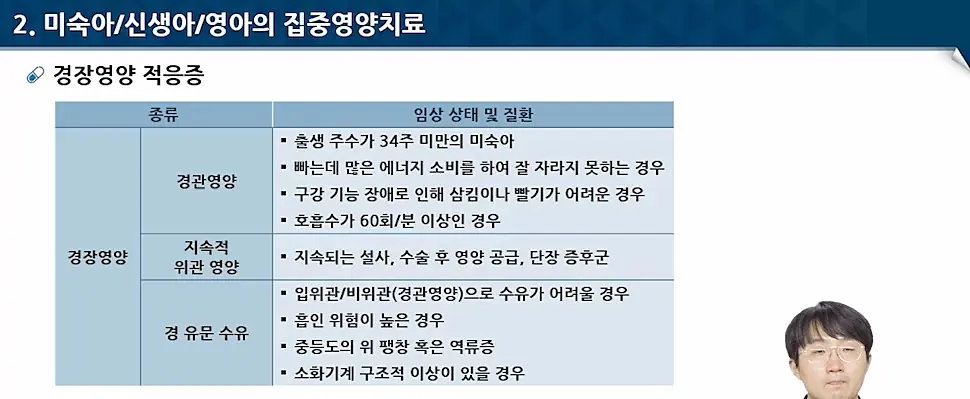 2. 미숙아/신생아/영아의 집중영양치료
경장영양 적응증
종류
임상 상태 및 질환
경장영양
경관영양
▪ 출생 주수가 34주 미만의 미숙아
▪ 빠는데 많은 에너지 소비를 하여 잘 자라지 못하는 경우
▪ 구강 기능 장애로 인해 삼킴이나 빨기가 어려운 경우
▪ 호흡수가 60회/분 이상인 경우
지속적
위관 영양
▪ 지속되는 설사, 수술 후 영양 공급, 단장 증후군
경 유문 수유
▪ 입위관/비위관(경관영양)으로 수유가 어려울 경우
▪ 흡인 위험이 높은 경우
▪ 중등도의 위 팽창 혹은 역류증
▪ 소화기계 구조적 이상이 있을 경우